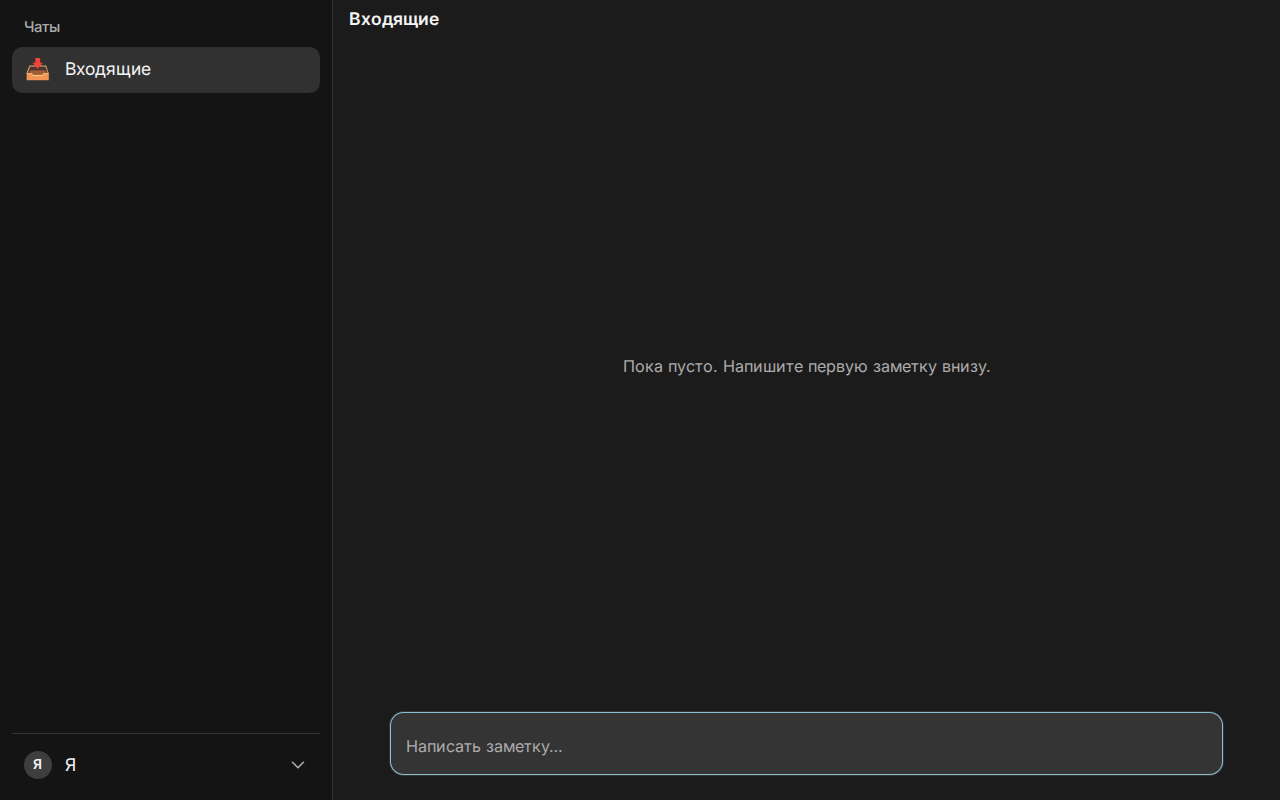 Чаты
Входящие
Входящие
Пока пусто. Напишите первую заметку внизу.
Написать заметку...
Я
Я